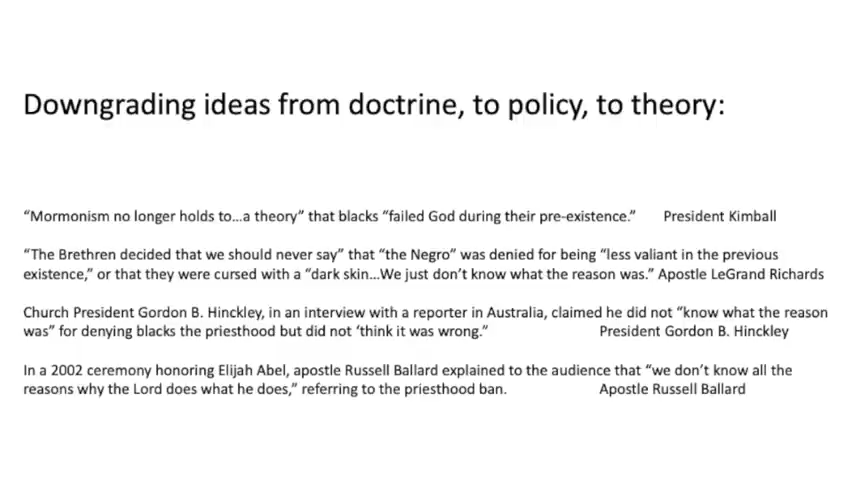 Downgrading ideas from doctrine, to policy, to theory:
“Mormonism no longer holds to...a theory” that blacks “failed God during their pre-existence.” President Kimball
“The Brethren decided that we should never say” that “the Negro” was denied for being “less valiant in the previous
existence,” or that they were cursed with a “dark skin...We just don’t know what the reason was.” Apostle LeGrand Richards
Church President Gordon B. Hinckley, in an interview with a reporter in Australia, claimed he did not “know what the reason
was” for denying blacks the priesthood but did not ‘think it was wrong.” President Gordon B. Hinckley
In a 2002 ceremony honoring Elijah Abel, apostle Russell Ballard explained to the audience that “we don’t know all the
reasons why the Lord does what he does,” referring to the priesthood ban. Apostle Russell Ballard